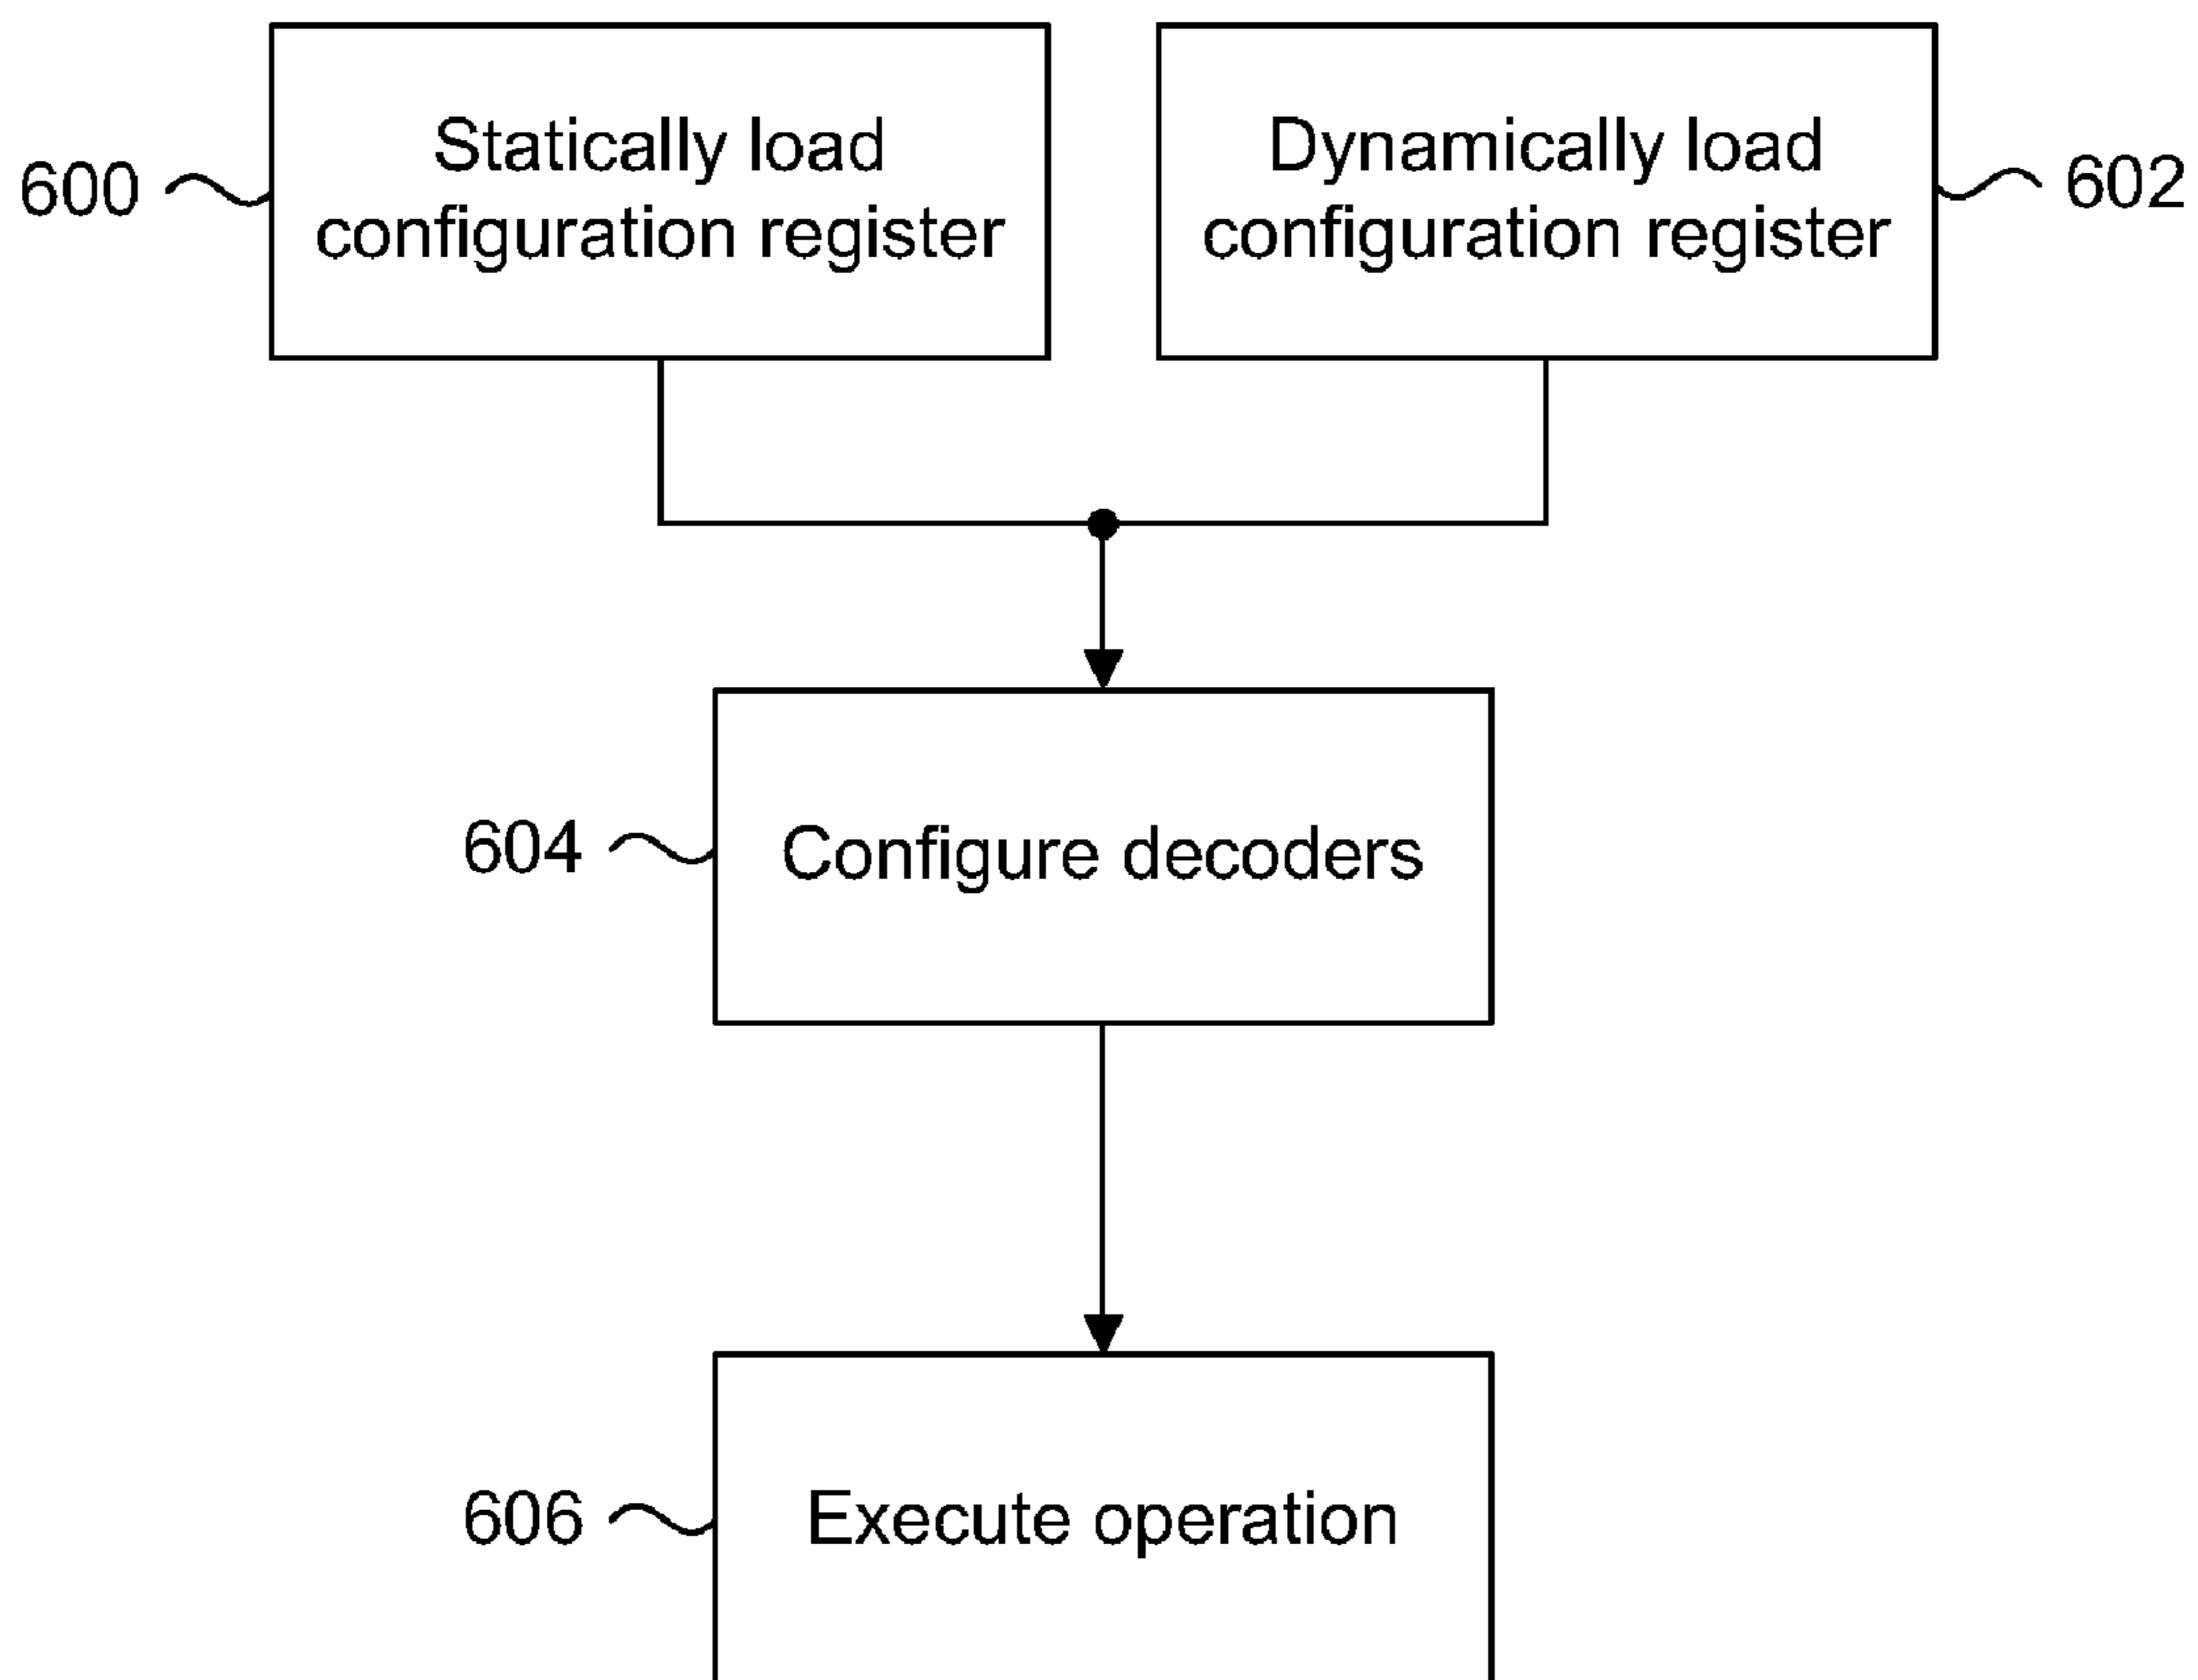 600
Statically load
configuration register
Dynamically load
configuration register
602
604
Configure decoders
606
Execute operation